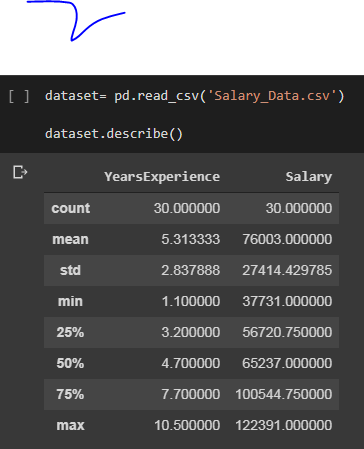 [ ] dataset= pd.read_csv('Salary_Data.csv')
dataset.describe()
YearsExperience Salary
count 30.000000 30.000000
mean 5.313333 76003.000000
std 2.837888 27414.429785
min 1.100000 37731.000000
25% 3.200000 56720.750000
50% 4.700000 65237.000000
75% 7.700000 100544.750000
max 10.500000 122391.000000